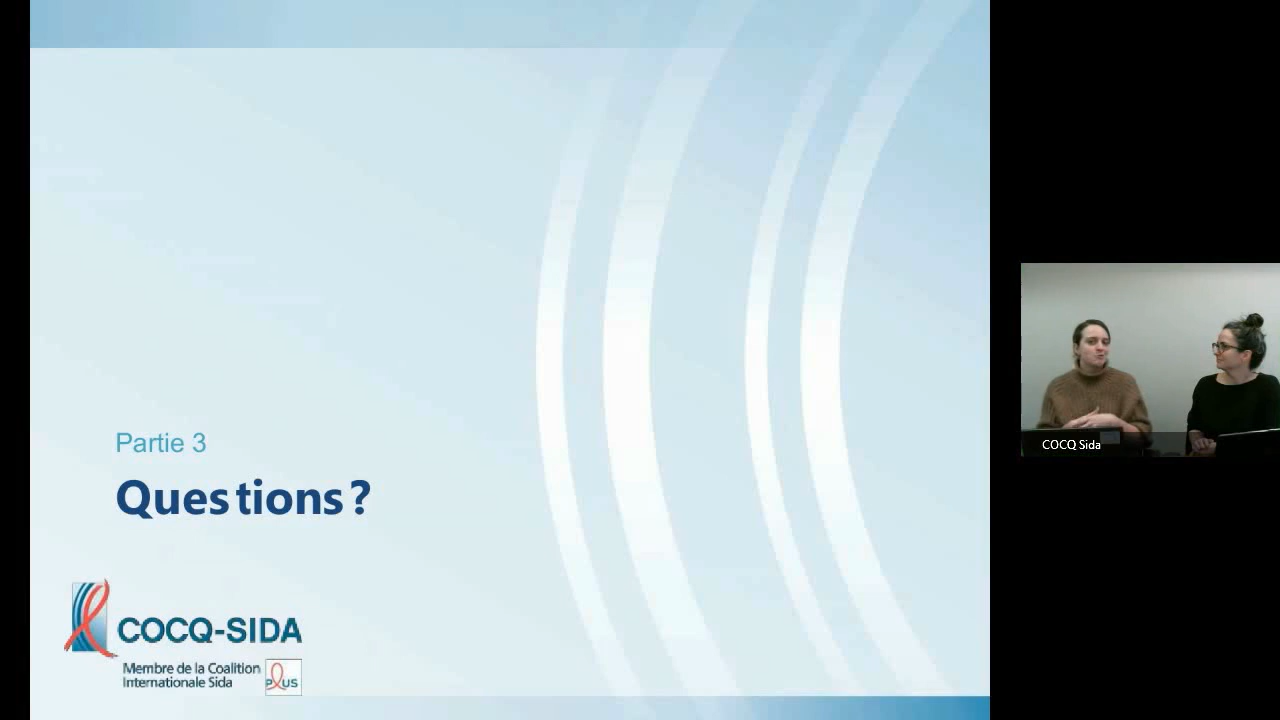 Partie 3
Questions ?
COCQ-SIDA
Membre de la Coalition
Internationale Sida
PLUS
COCQ Sida